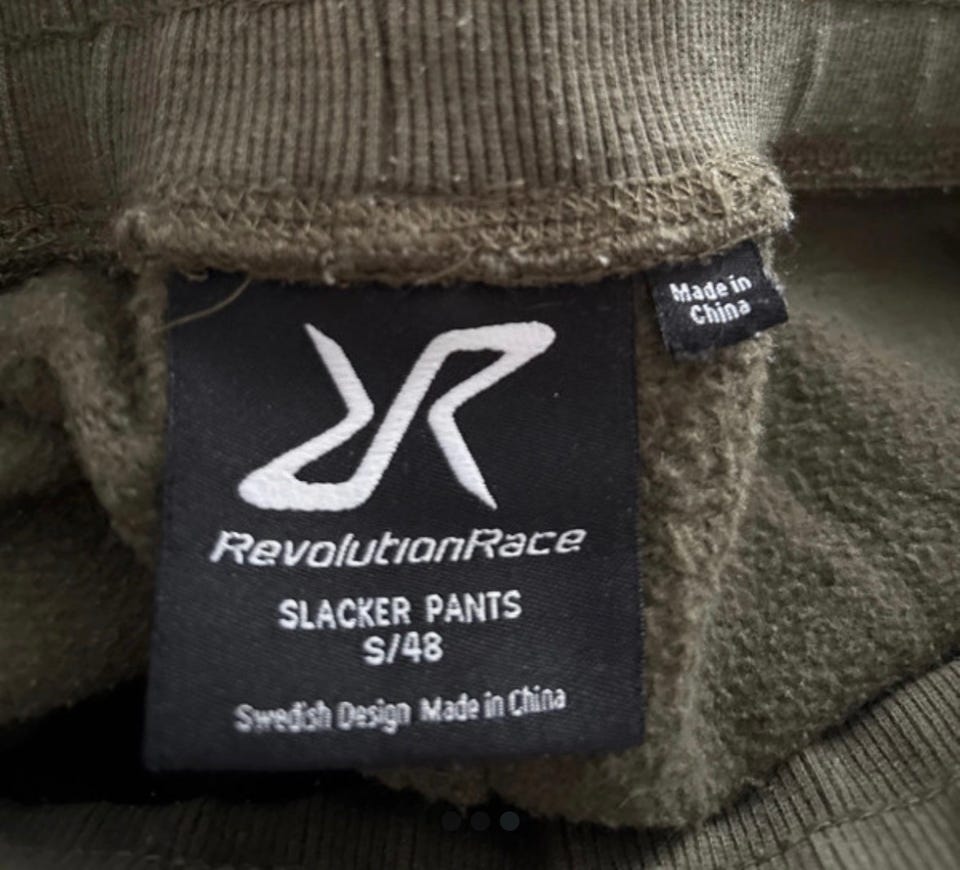 Made in
China
RevolutionRace
SLACKER PANTS
S/48
Swedish Design Made in China